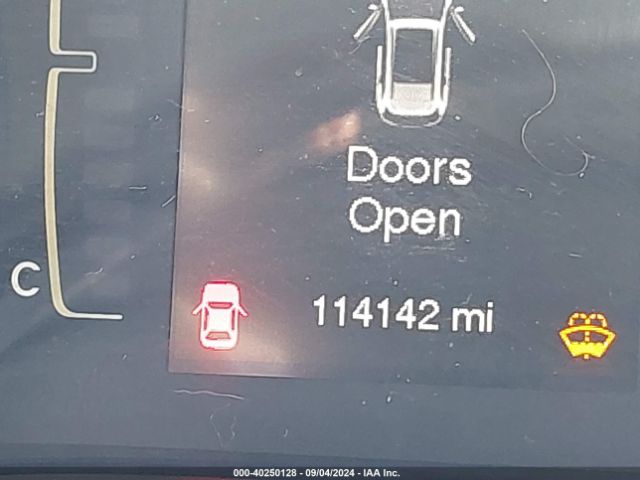 Doors
Open
C
114142 mi
000-40250128 - 09/04/2024 - IAA Inc.